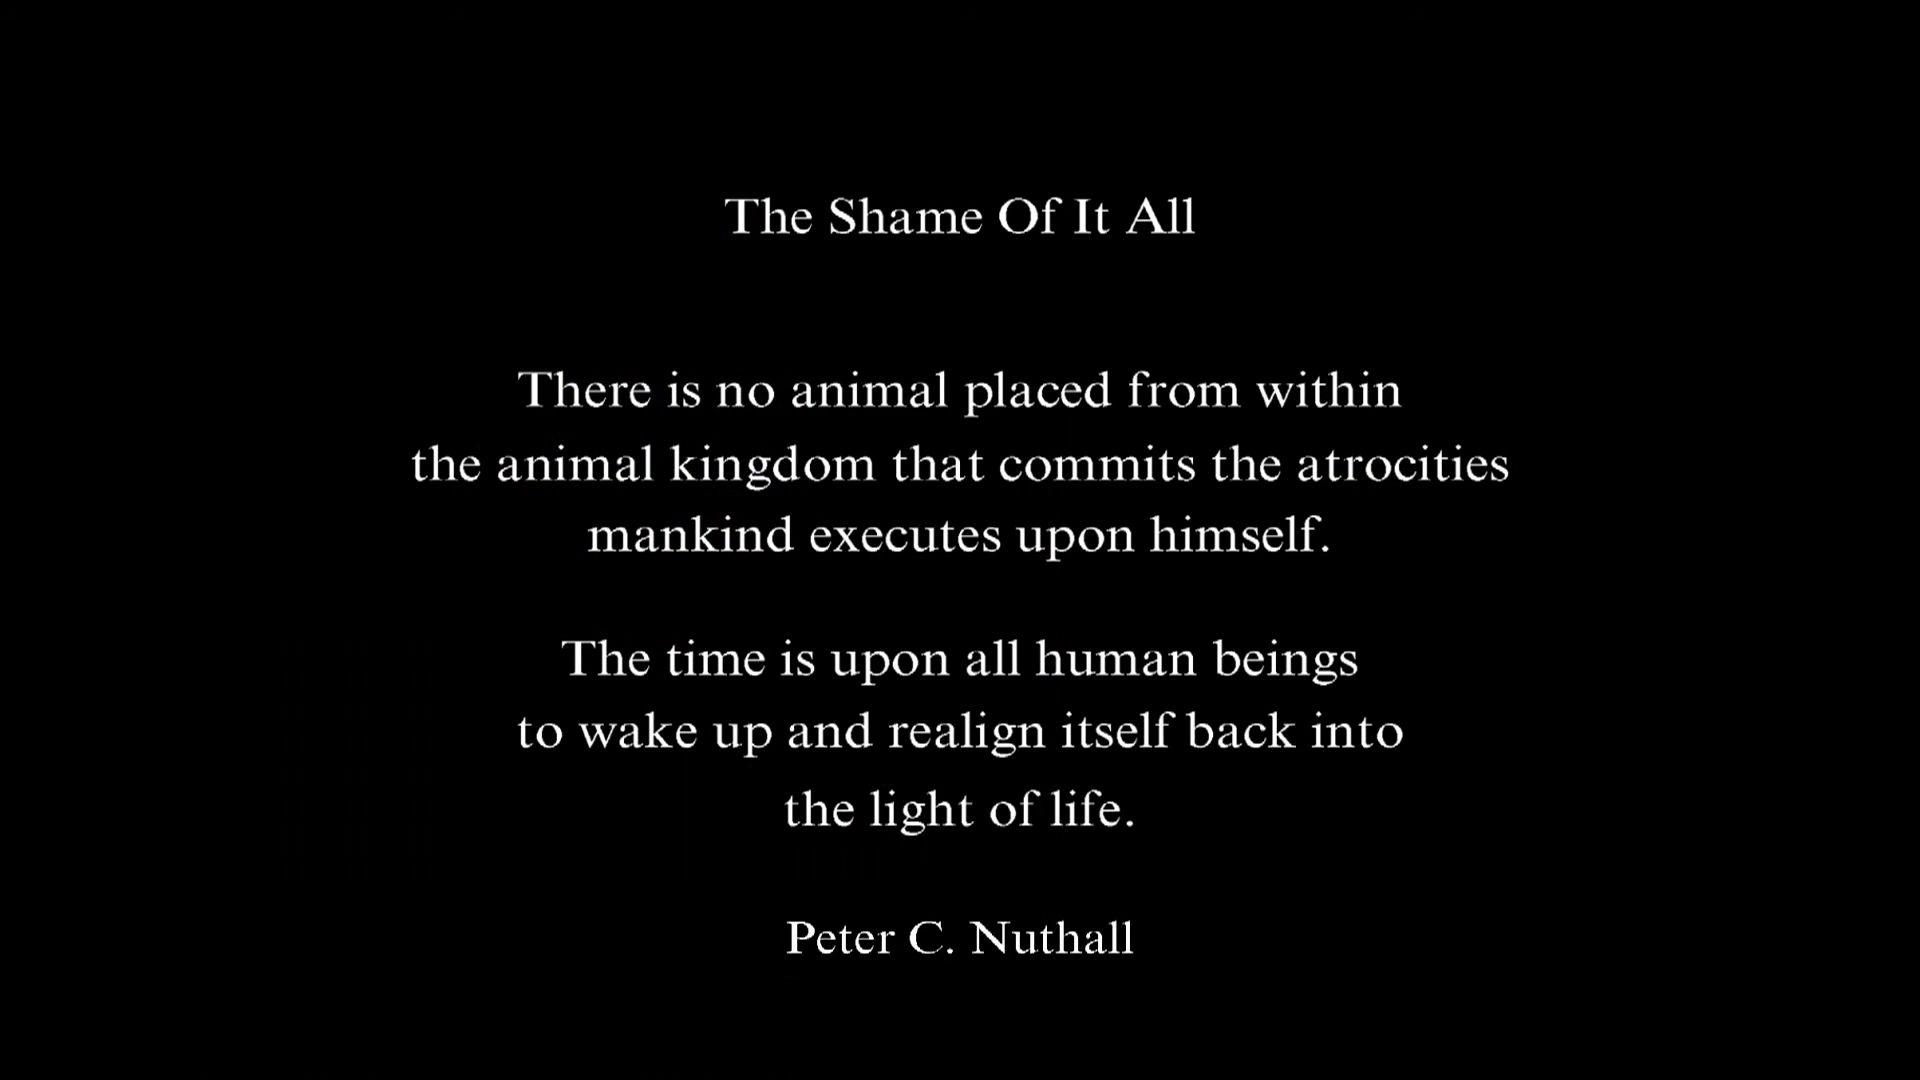 The Shame Of It All
There is no animal placed from within
the animal kingdom that commits the atrocities
mankind executes upon himself.
The time is upon all human beings
to wake up and realign itself back into
the light of life.
Peter C. Nuthall